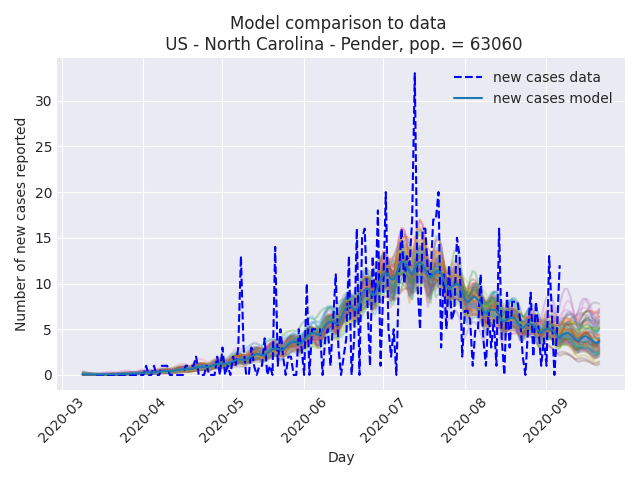 Model comparison to data
US - North Carolina - Pender, pop. = 63060
new cases data
new cases model
Number of new cases reported
30
25
20
15
10
5
0
2020-03
2020-04
2020-05
2020-06
2020-07
2020-08
2020-09
Day